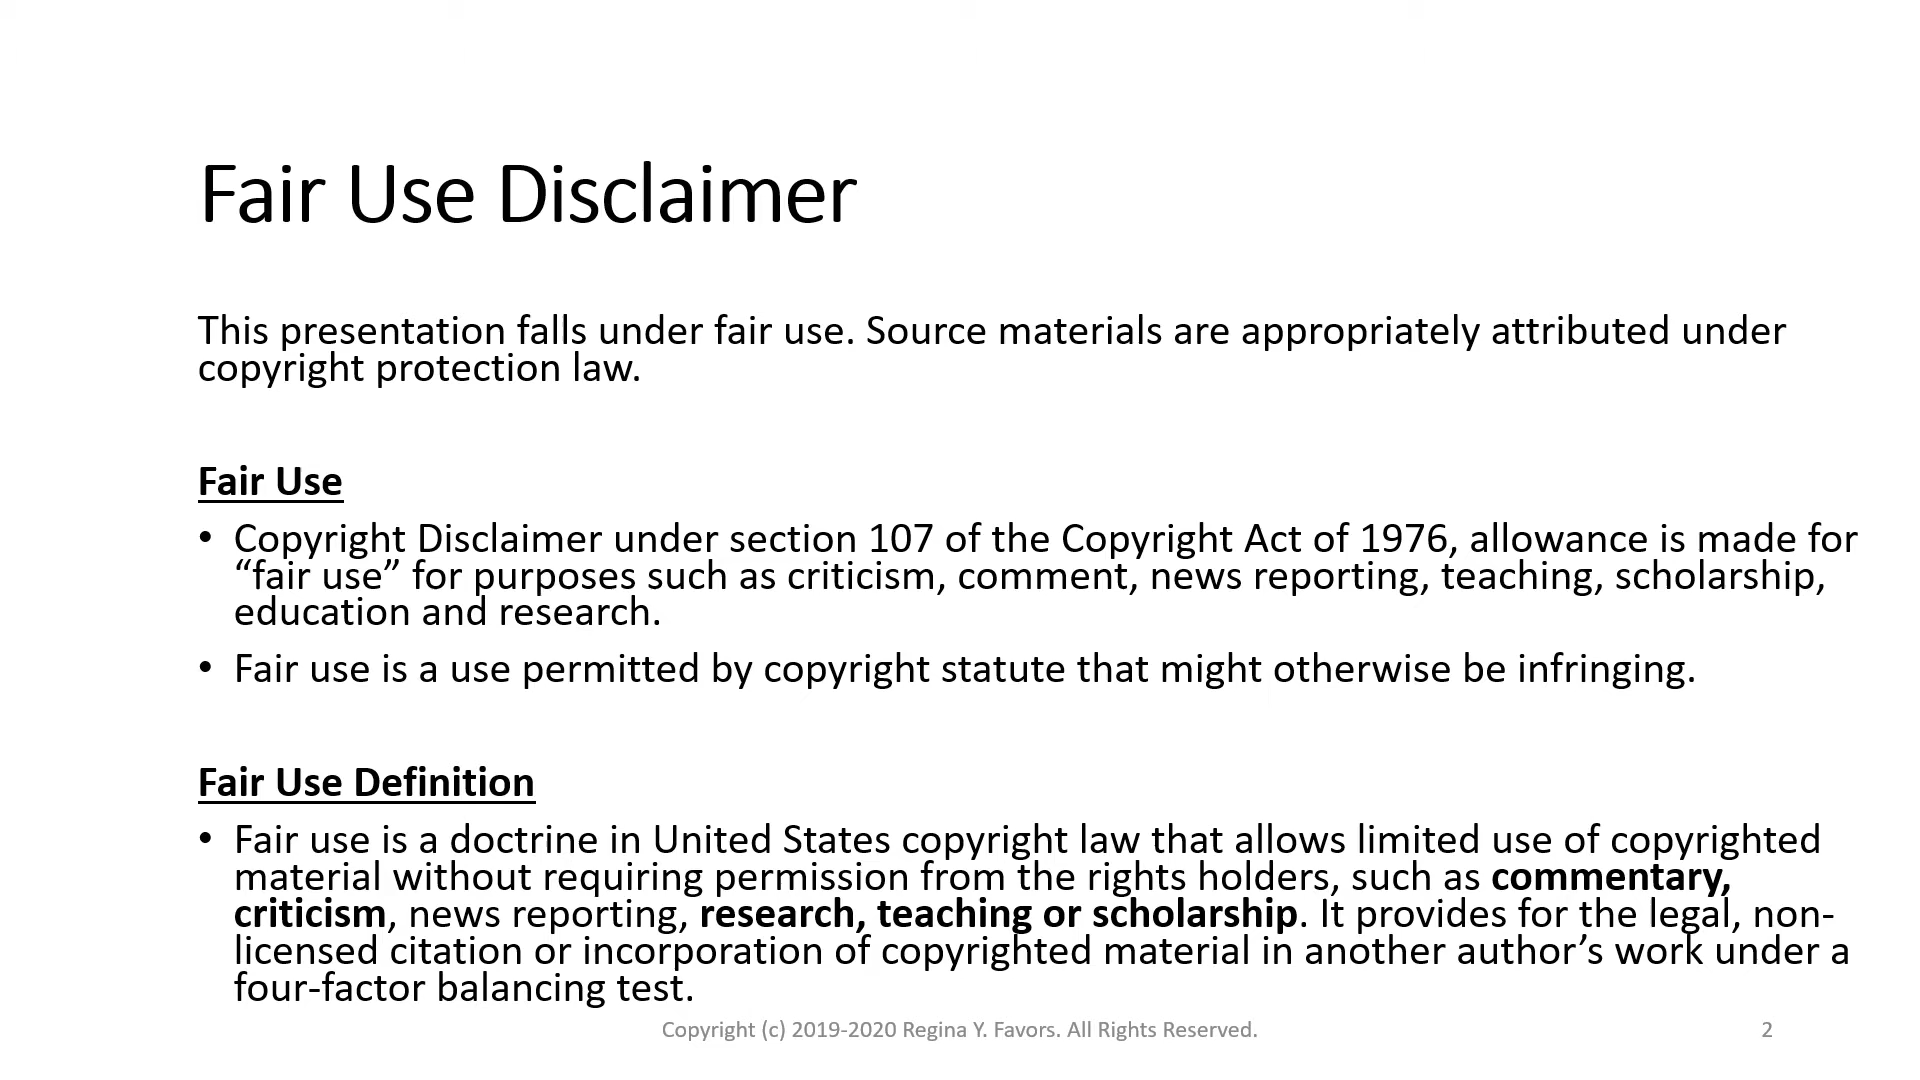 Fair Use Disclaimer
This presentation falls under fair use. Source materials are appropriately attributed under
copyright protection law.
Fair Use
• Copyright Disclaimer under section 107 of the Copyright Act of 1976, allowance is made for
“fair use” for purposes such as criticism, comment, news reporting, teaching, scholarship,
education and research.
• Fair use is a use permitted by copyright statute that might otherwise be infringing.
Fair Use Definition
• Fair use is a doctrine in United States copyright law that allows limited use of copyrighted
material without requiring permission from the rights holders, such as commentary,
criticism, news reporting, research, teaching or scholarship. It provides for the legal, non-
licensed citation or incorporation of copyrighted material in another author’s work under a
four-factor balancing test.
Copyright (c) 2019-2020 Regina Y. Favors. All Rights Reserved.
2